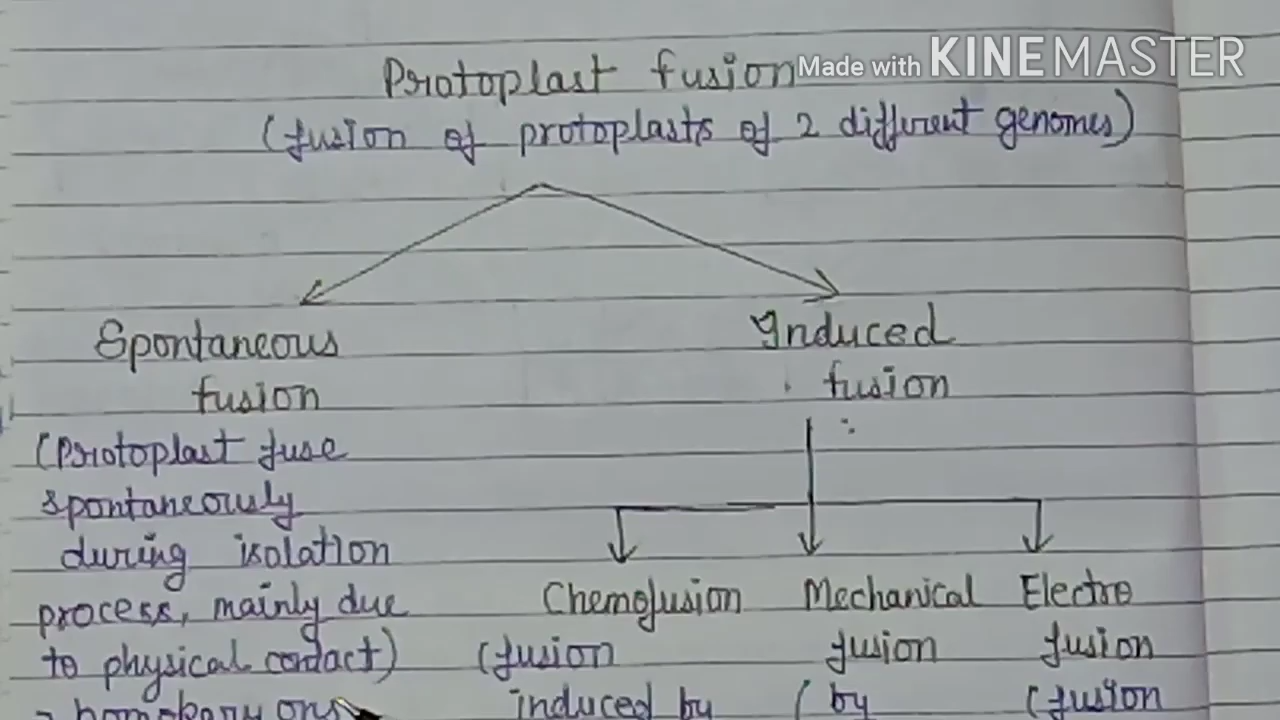 Protoplast fusion
Made with KINEMASTER
(fusion of protoplasts of 2 different genomes)
Spontaneous
fusion
(Protoplast fuse
spontaneously
during isolation
process, mainly due
to physical contact)
Induced
fusion
Chemofusion
(fusion
induced by
Mechanical
fusion
( by
Electro
fusion
(fusion